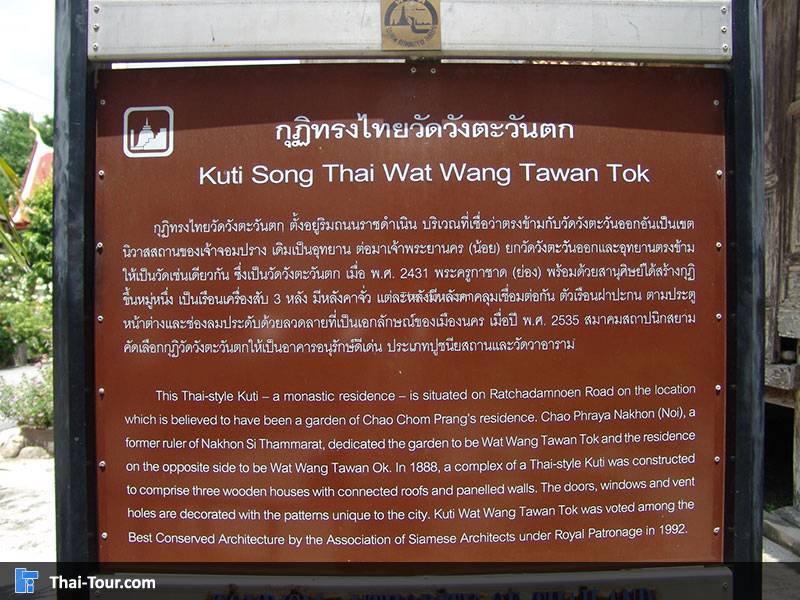 กุฏิทรงไทยวัดวังตะวันตก
Kuti Song Thai Wat Wang Tawan Tok
กุฏิทรงไทยวัดวังตะวันตก ตั้งอยู่ริมถนนราชดำเนิน บริเวณที่เชื่อว่าตรงข้ามกับวัดวังตะวันออกอันเป็นเขต
นิวาสสถานของเจ้าจอมปราง เดิมเป็นอุทยาน ต่อมาเจ้าพระยานคร (น้อย) ยกวัดวังตะวันออกและอุทยานตรงข้าม
ให้เป็นวัดเช่นเดียวกัน ซึ่งเป็นวัดวังตะวันตก เมื่อ พ.ศ. 2431 พระครูกาชาด (ย่อง) พร้อมด้วยสานุศิษย์ได้สร้างกุฏิ
ขึ้นหมู่หนึ่ง เป็นเรือนเครื่องสับ 3 หลัง มีหลังคาจั่ว แต่ละหลังมีหลังคาคลุมเชื่อมต่อกัน ตัวเรือนฝาปะกน ตามประตู
หน้าต่างและช่องลมประดับด้วยลวดลายที่เป็นเอกลักษณ์ของเมืองนคร เมื่อปี พ.ศ. 2535 สมาคมสถาปนิกสยาม
คัดเลือกกุฏิวัดวังตะวันตกให้เป็นอาคารอนุรักษ์ดีเด่น ประเภทปูชนียสถานและวัดวาอาราม
This Thai-style Kuti – a monastic residence – is situated on Ratchadamnoen Road on the location
which is believed to have been a garden of Chao Chom Prang's residence. Chao Phraya Nakhon (Noi), a
former ruler of Nakhon Si Thammarat, dedicated the garden to be Wat Wang Tawan Tok and the residence
on the opposite side to be Wat Wang Tawan Ok. In 1888, a complex of a Thai-style Kuti was constructed
to comprise three wooden houses with connected roofs and panelled walls. The doors, windows and vent
holes are decorated with the patterns unique to the city. Kuti Wat Wang Tawan Tok was voted among the
Best Conserved Architecture by the Association of Siamese Architects under Royal Patronage in 1992.
Thai-Tour.com